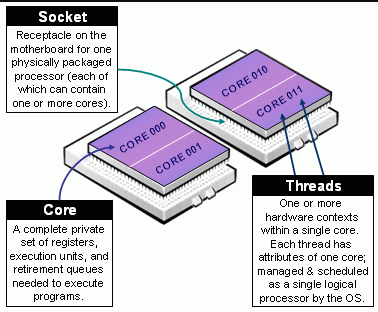 Socket
Receptacle on the
motherboard for one
physically packaged
processor (each of
which can contain
one or more cores).
CORE 010
CORE 011
CORE 000
CORE 001
Core
A complete private
set of registers,
execution units, and
retirement queues
needed to execute
programs.
Threads
One or more
hardware contexts
within a single core.
Each thread has
attributes of one core;
managed & scheduled
as a single logical
processor by the OS.